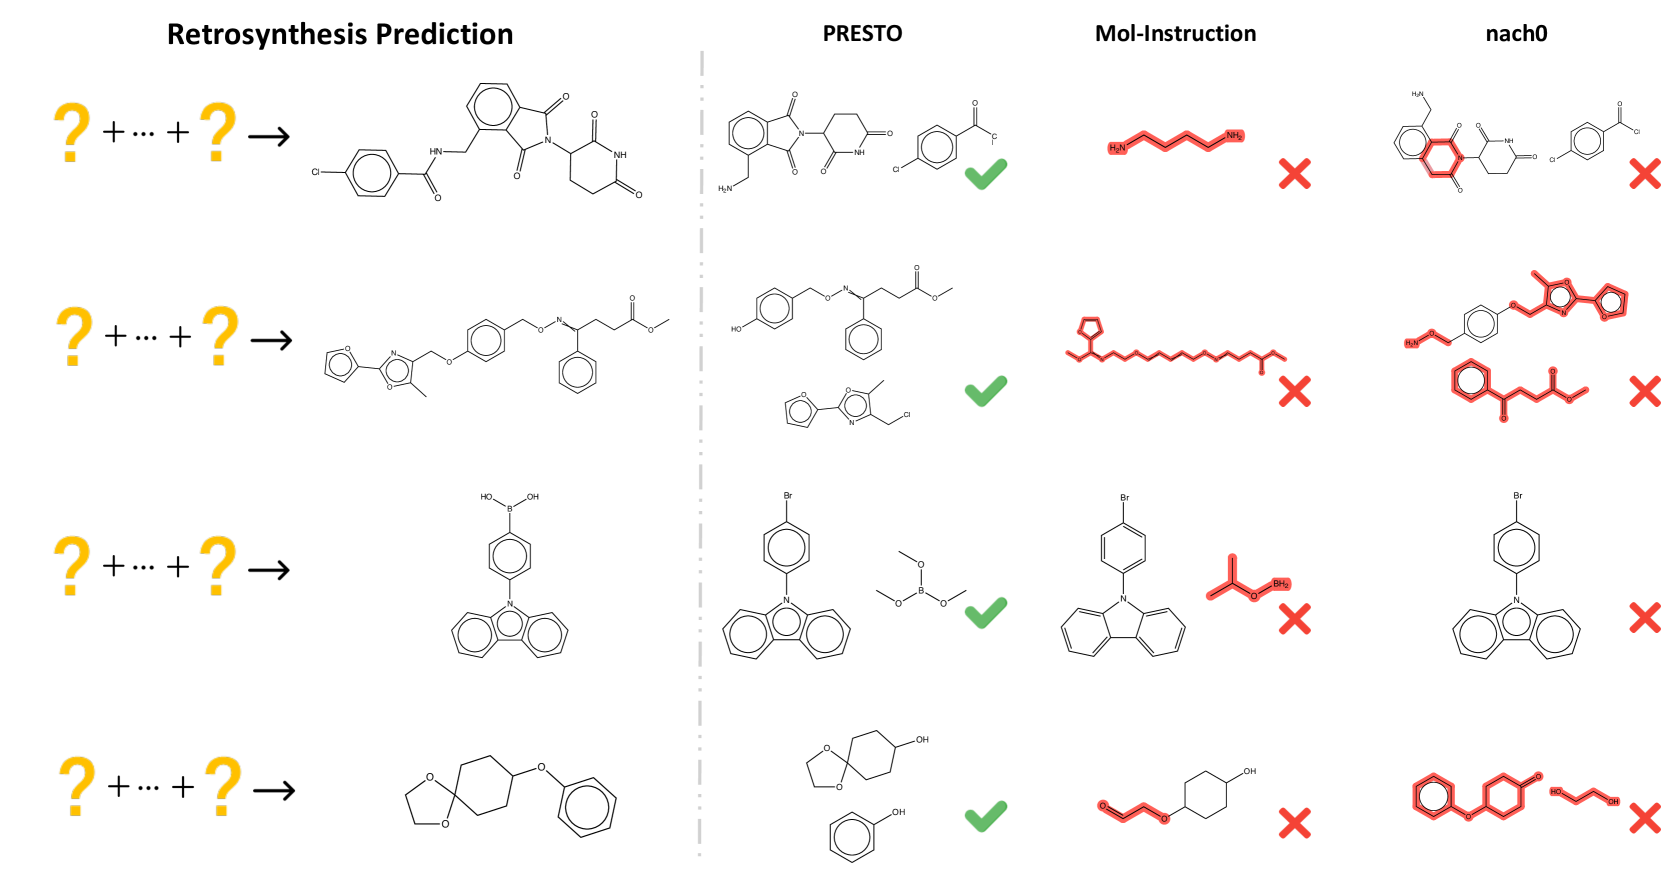 Retrosynthesis Prediction PRESTO Mol-Instruction nach0
? + ... + ? →
Cl O HN O N O O NH O
O O N O NH O H₂N O Cl Cl
H₂N NH₂
H₂N O N O O NH O O Cl Cl
? + ... + ? →
O N O O N O O O
HO O N O O
O O N Cl
H₂N O O N O O
O O O
? + ... + ? →
HO OH B N
Br N O B O O
Br N O BH₂
Br N
? + ... + ? →
O O O
O O OH
OH
O O OH
O O HO OH